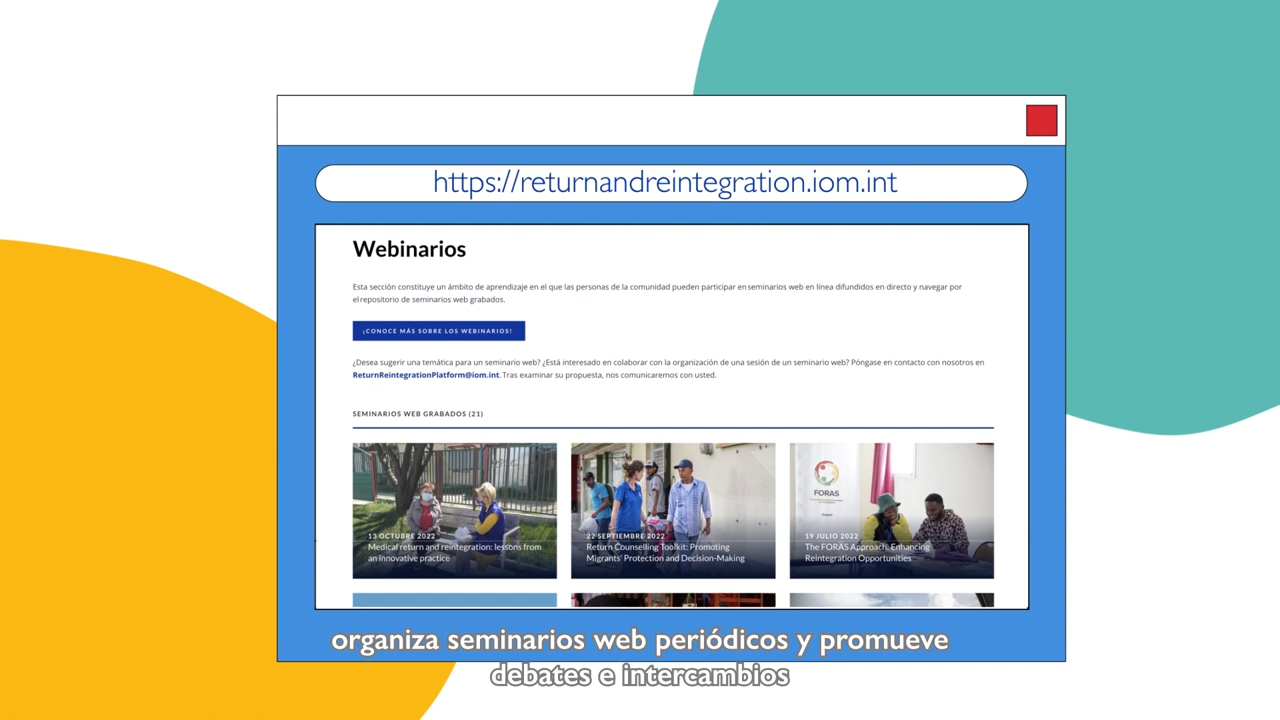 https://returnandreintegration.iom.int
Webinarios
Esta sección constituye un ámbito de aprendizaje en el que las personas de la comunidad pueden participar en seminarios web en línea difundidos en directo y navegar por
el repositorio de seminarios web grabados.
¡CONOCE MÁS SOBRE LOS WEBINARIOS!
¿Desea sugerir una temática para un seminario web? ¿Está interesado en colaborar con la organización de una sesión de un seminario web? Póngase en contacto con nosotros en
ReturnReintegrationPlatform@iom.int. Tras examinar su propuesta, nos comunicaremos con usted.
SEMINARIOS WEB GRABADOS (21)
13 OCTUBRE 2022
Medical return and reintegration: lessons from
an innovative practice
22 SEPTIEMBRE 2022
Return Counselling Toolkit: Promoting
Migrants' Protection and Decision-Making
FORAS
19 JULIO 2022
The FORAS Approach: Enhancing
Reintegration Opportunities
organiza seminarios web periódicos y promueve
debates e intercambios